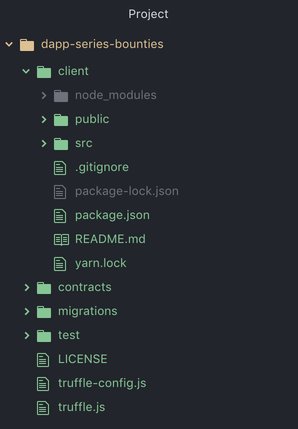 Project
dapp-series-bounties
client
node_modules
public
src
.gitignore
package-lock.json
package.json
README.md
yarn.lock
contracts
migrations
test
LICENSE
truffle-config.js
truffle.js